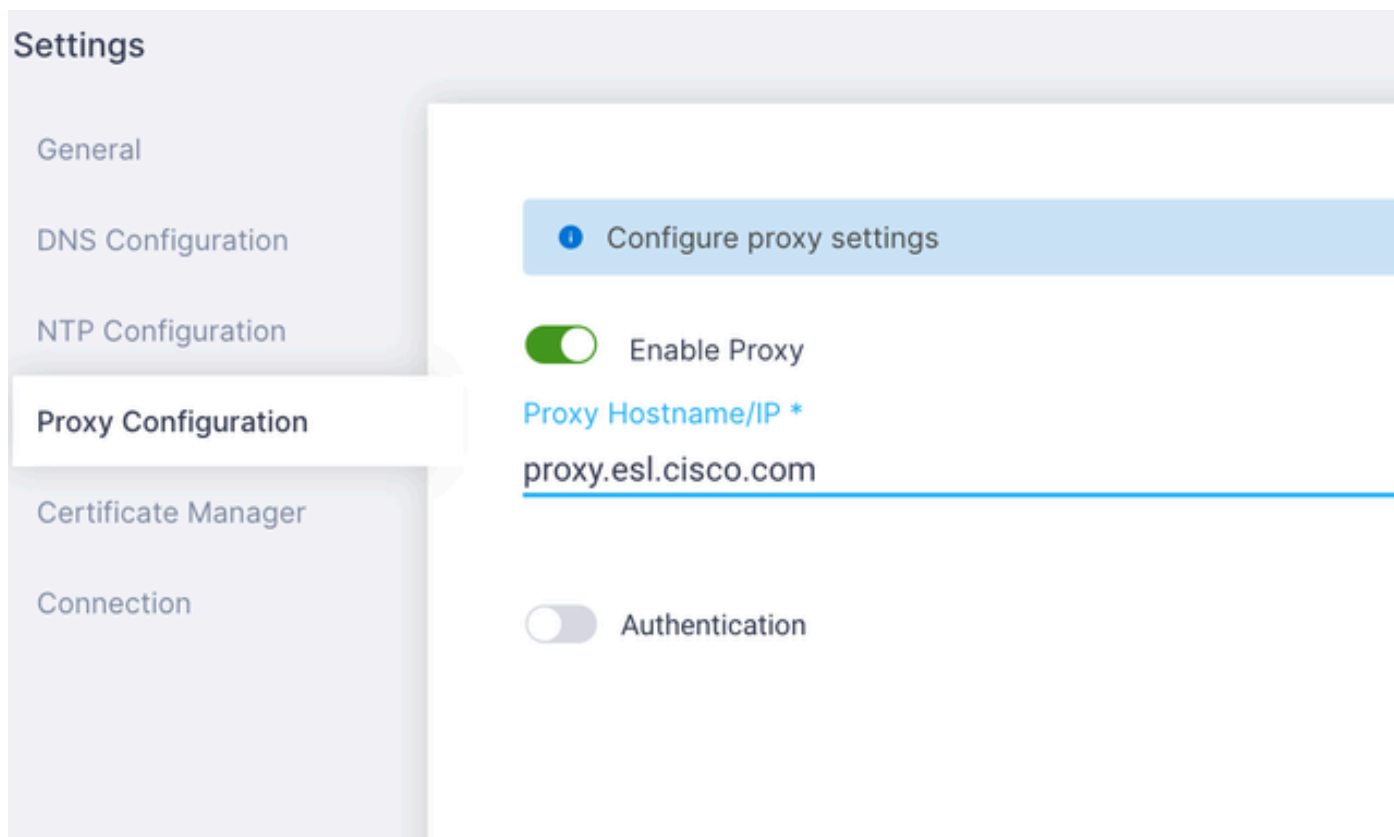 Settings
General
DNS Configuration
NTP Configuration
Proxy Configuration
Certificate Manager
Connection
Configure proxy settings
Enable Proxy
Proxy Hostname/IP *
proxy.esl.cisco.com
Authentication